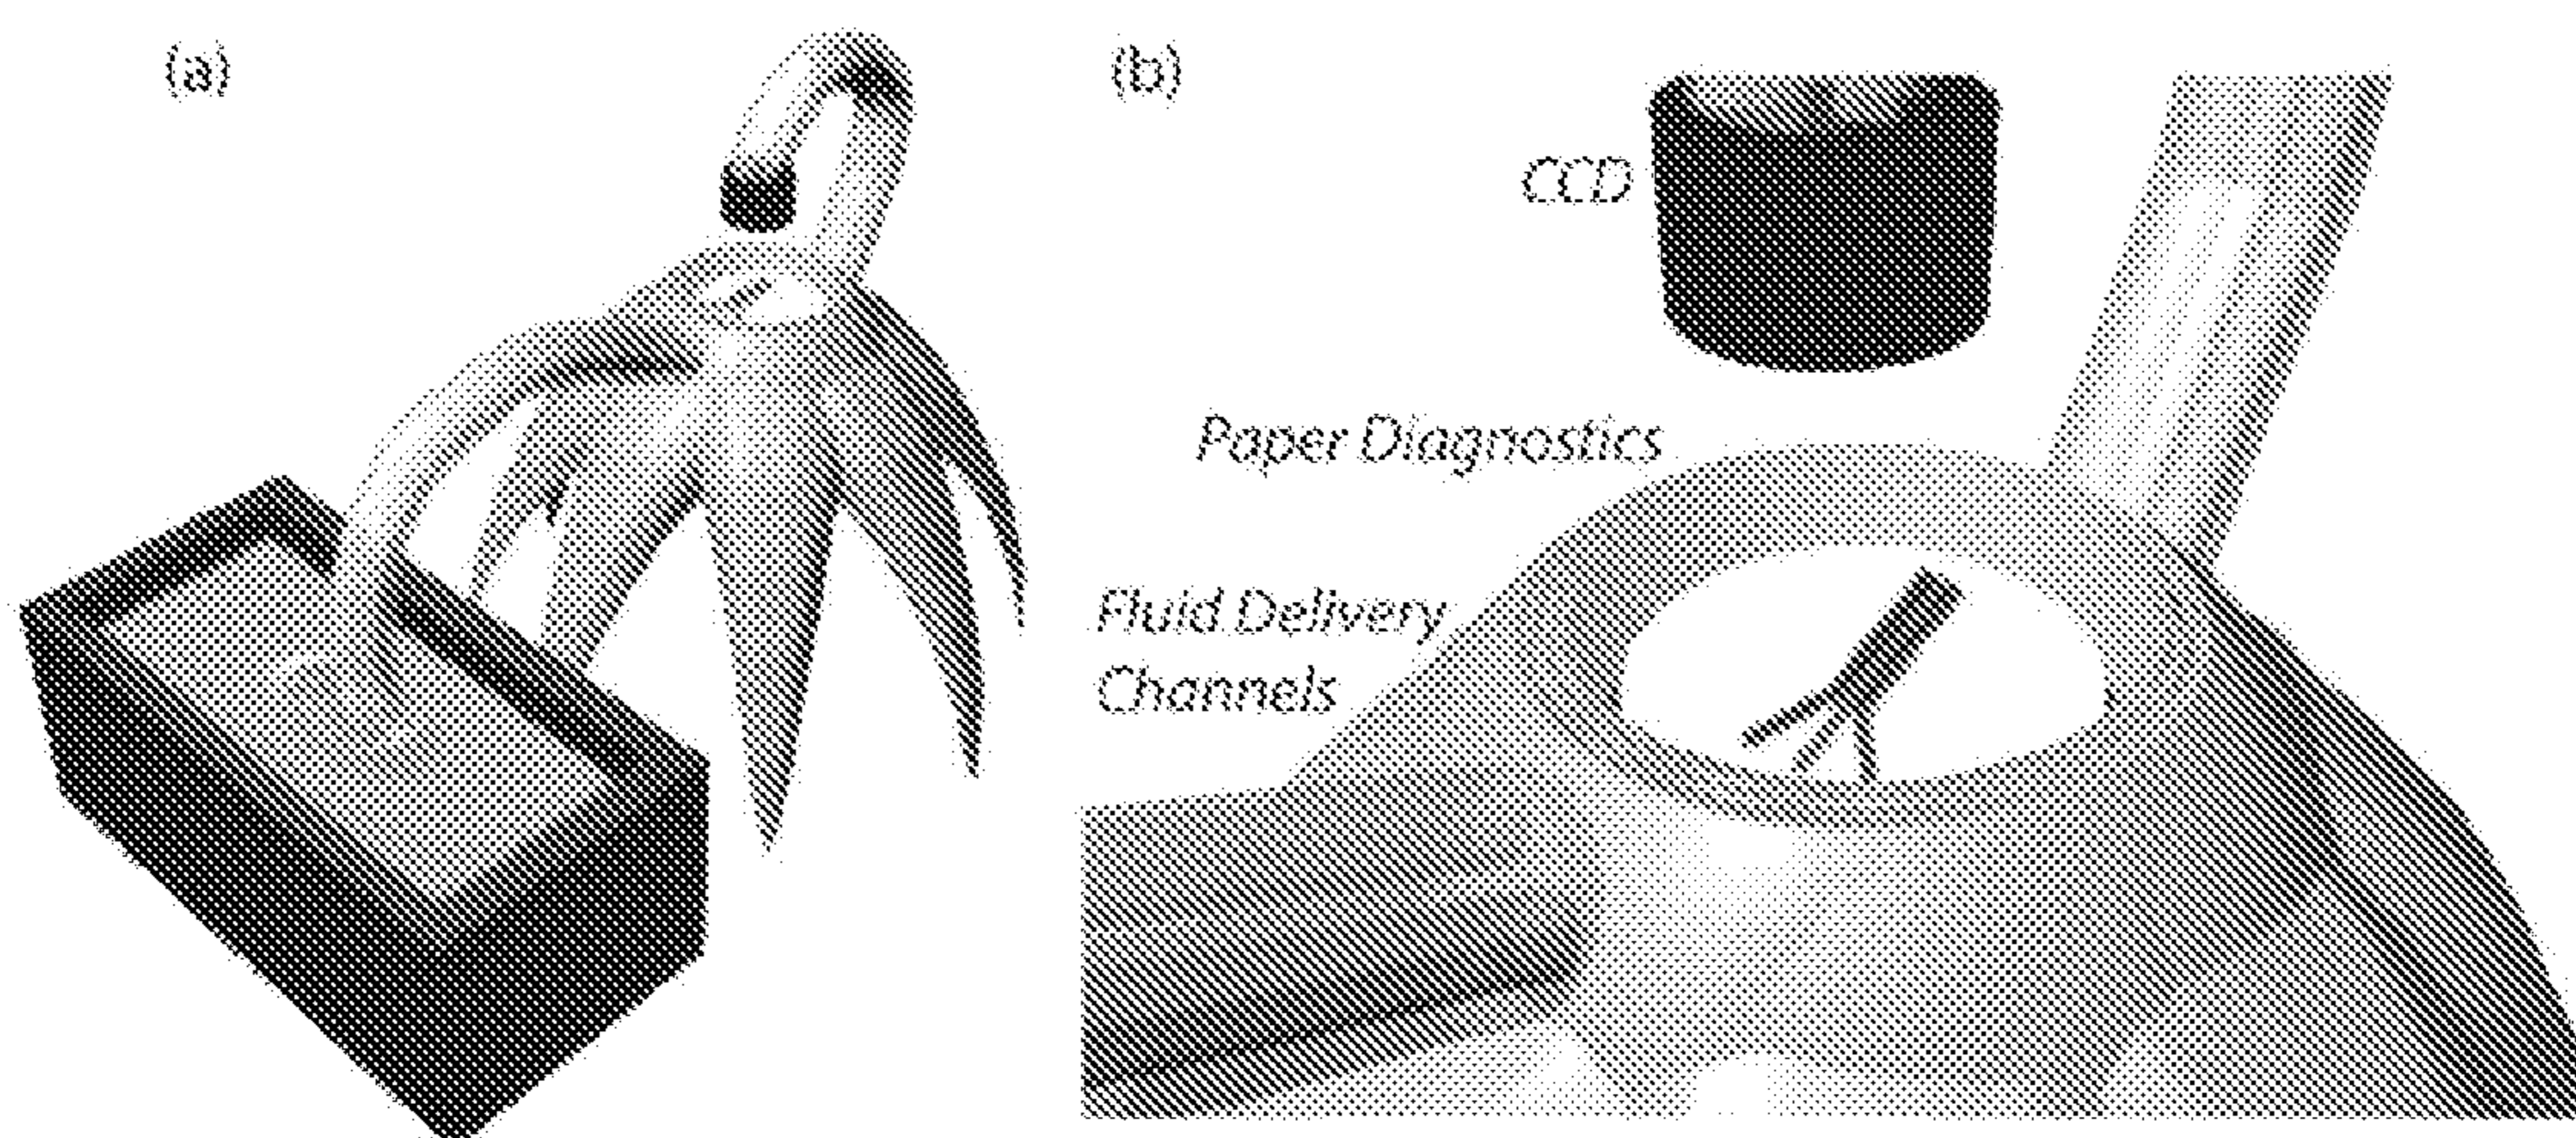 (a)
(b)
CCD
Paper Diagnostics
Fluid Delivery
Channels